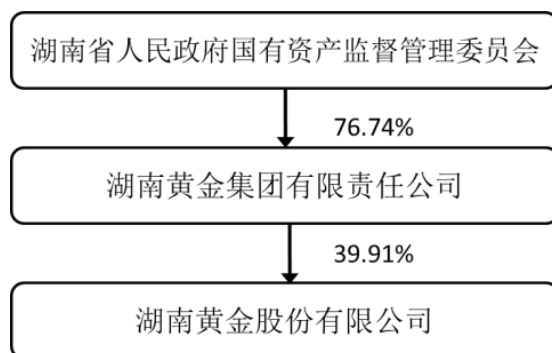 湖南省人民政府国有资产监督管理委员会
76.74%
湖南黄金集团有限责任公司
39.91%
湖南黄金股份有限公司